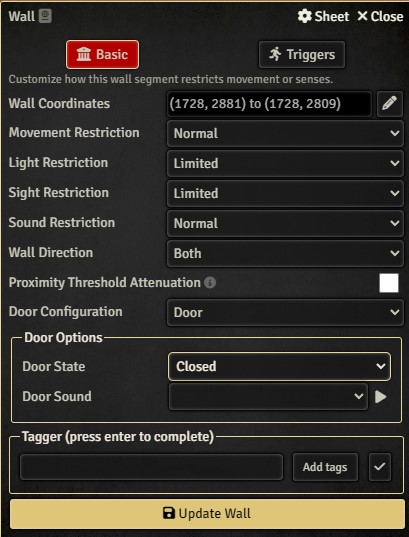 Wall Sheet Close
Basic Triggers
Customize how this wall segment restricts movement or senses.
Wall Coordinates (1728, 2881) to (1728, 2809)
Movement Restriction Normal
Light Restriction Limited
Sight Restriction Limited
Sound Restriction Normal
Wall Direction Both
Proximity Threshold Attenuation
Door Configuration Door
Door Options
Door State Closed
Door Sound
Tagger (press enter to complete)
Add tags
Update Wall